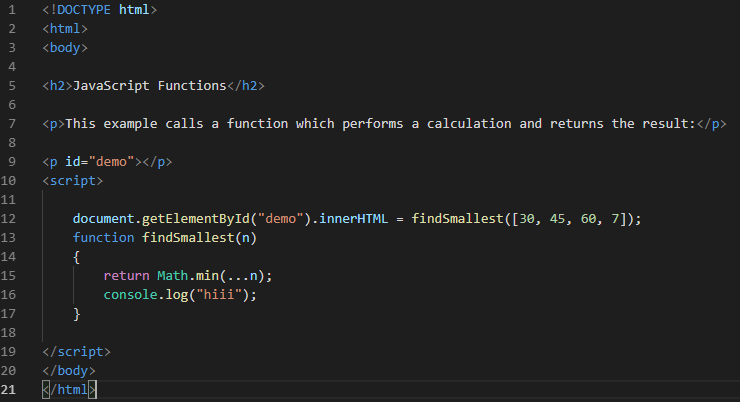 1 <!DOCTYPE html>
2 <html>
3 <body>
4
5 <h2>JavaScript Functions</h2>
6
7 <p>This example calls a function which performs a calculation and returns the result:</p>
8
9 <p id="demo"></p>
10 <script>
11
12     document.getElementById("demo").innerHTML = findSmallest([30, 45, 60, 7]);
13     function findSmallest(n)
14     {
15         return Math.min(...n);
16         console.log("hiii");
17     }
18
19 </script>
20 </body>
21 </html>